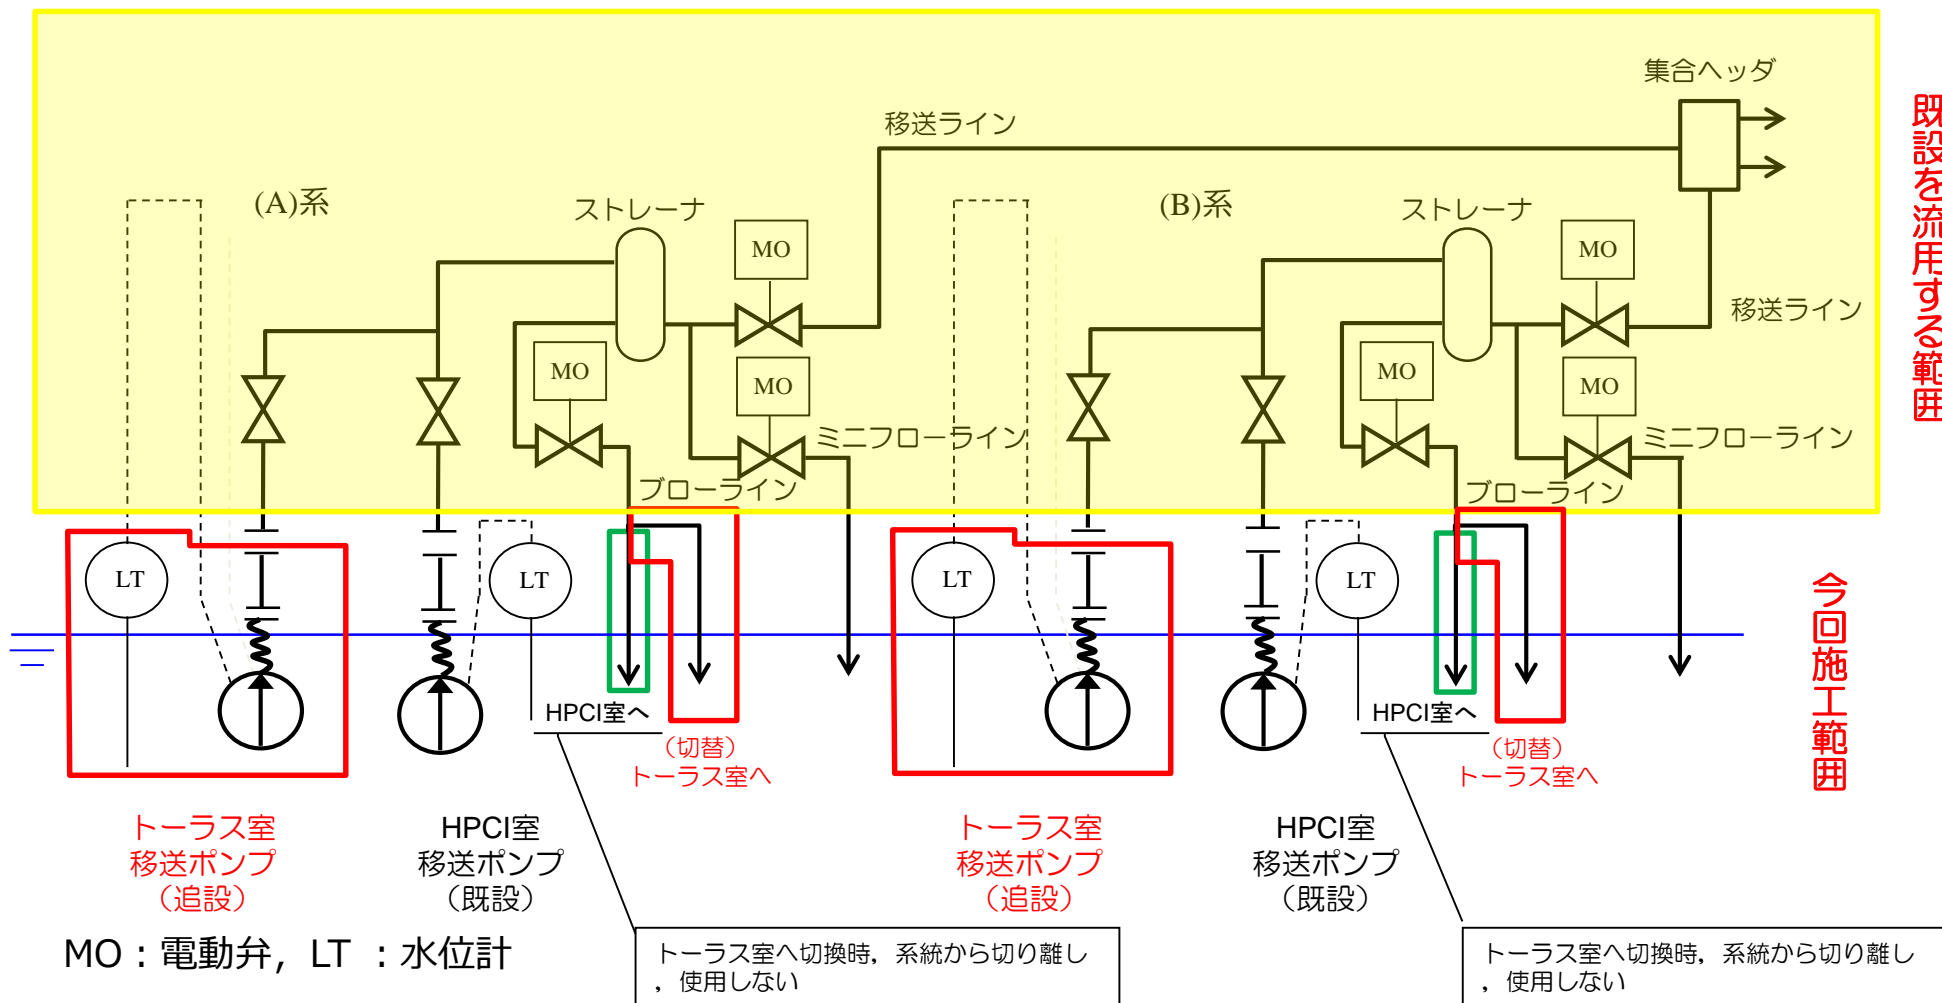 集合ヘッダ
移送ライン
(A)系
ストレーナ
MO
(B)系
ストレーナ
MO
移送ライン
MO
MO
MO
MO
ミニフローライン
ミニフローライン
ブローライン
ブローライン
既設を流用する範囲
LT
LT
LT
LT
今回施工範囲
HPCI室へ
HPCI室へ
(切替)
トーラス室へ
(切替)
トーラス室へ
トーラス室
移送ポンプ
(追設)
HPCI室
移送ポンプ
(既設)
トーラス室
移送ポンプ
(追設)
HPCI室
移送ポンプ
(既設)
MO：電動弁，LT ：水位計
トーラス室へ切換時，系統から切り離し
，使用しない
トーラス室へ切換時，系統から切り離し
，使用しない